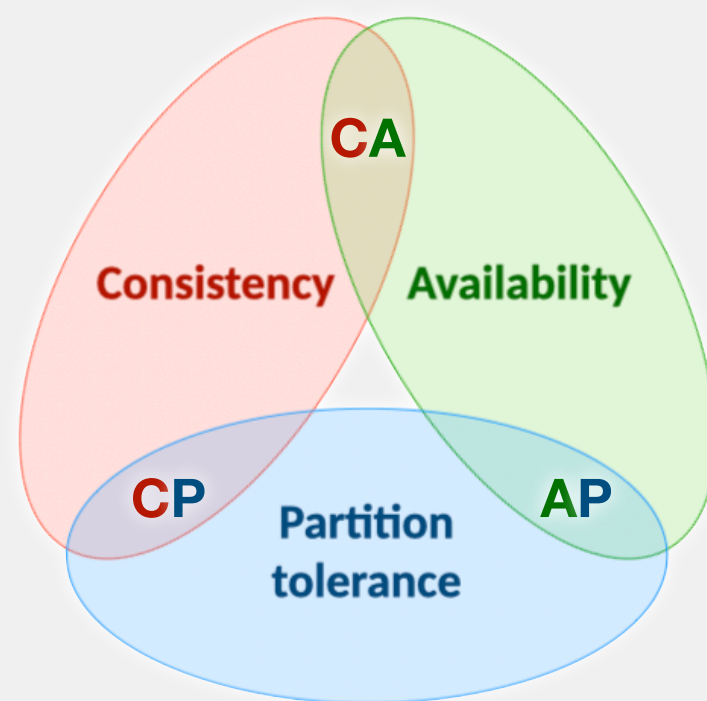 CA
Consistency
Availability
CP
AP
Partition
tolerance